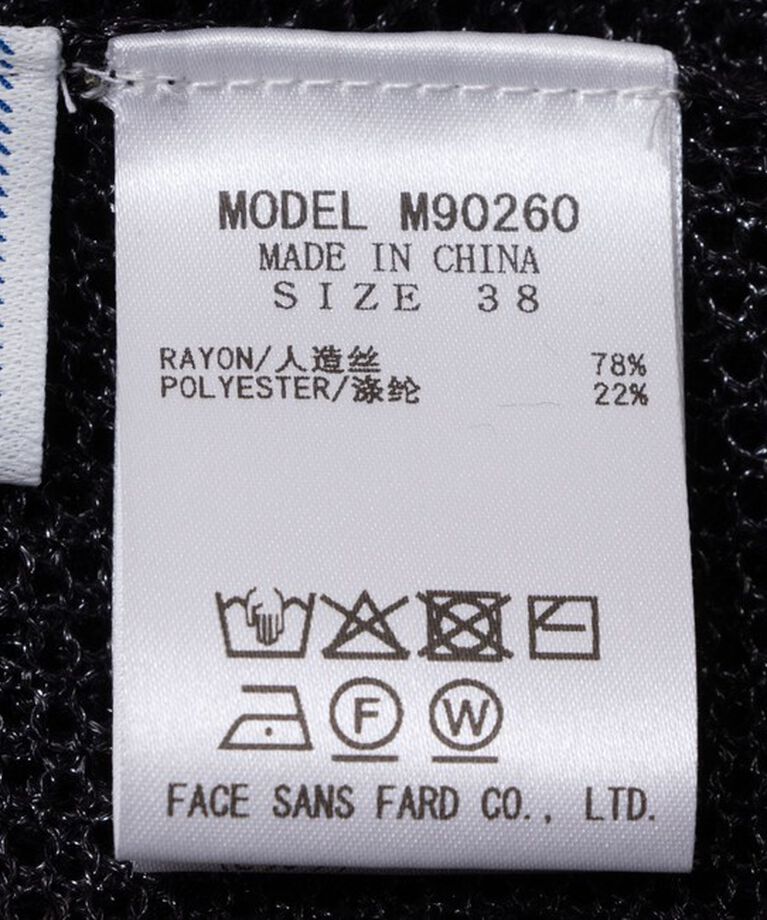 MODEL M90260
MADE IN CHINA
SIZE 38
RAYON/人造丝 78%
POLYESTER/涤纶 22%
F W
FACE SANS FARD CO., LTD.